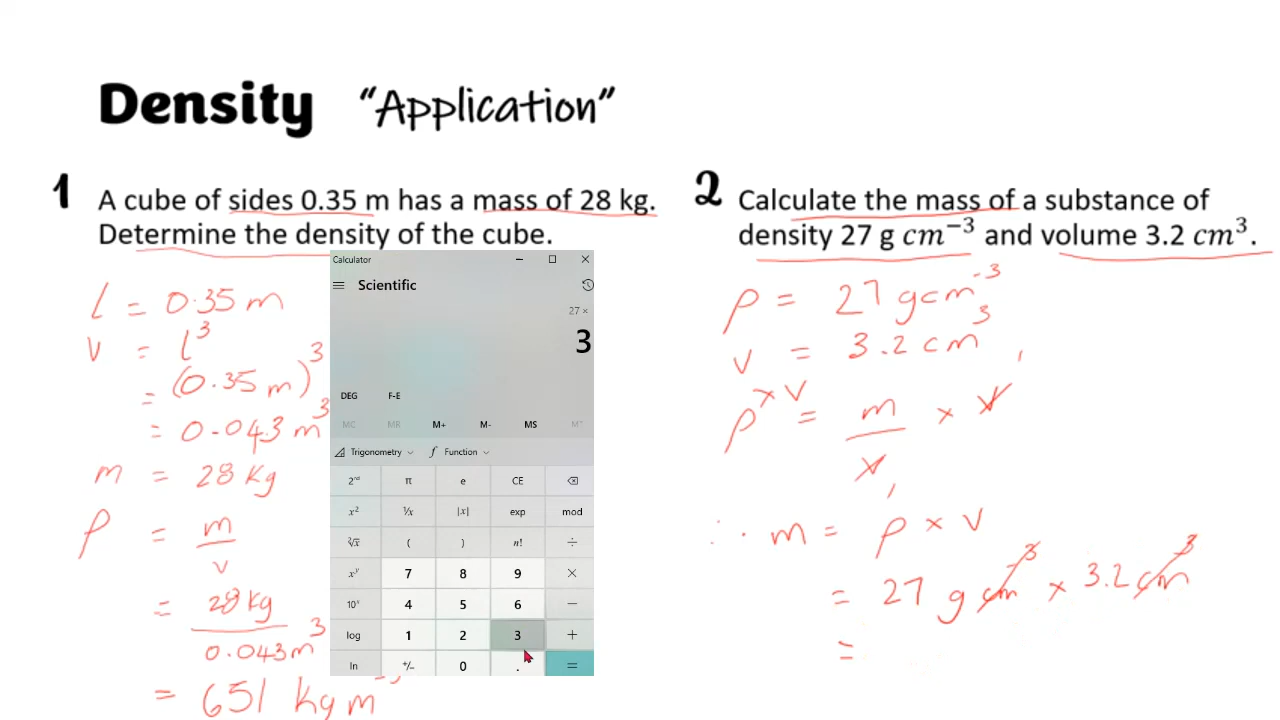 Density "Application"
1 A cube of sides 0.35 m has a mass of 28 kg.
Determine the density of the cube.
l = 0.35 m
v = l³
= (0.35 m)³
= 0.043 m³
m = 28 kg
ρ = m/v
= 28 kg/0.043 m³
= 651 kg m⁻³
Calculator
Scientific
27 ×
3
DEG F-E
MC MR M+ M- MS M˅
Trigonometry Function
2ⁿᵈ π e CE
x² ¹/x |x| exp mod
²√x ( ) n! ÷
xʸ 7 8 9 ×
10ˣ 4 5 6 −
log 1 2 3 +
ln +/− 0 . =
2 Calculate the mass of a substance of
density 27 g cm⁻³ and volume 3.2 cm³.
ρ = 27 g cm⁻³
v = 3.2 cm³
ρ × v = m/v × v
∴ m = ρ × v
= 27 g cm⁻³ × 3.2 cm³
=